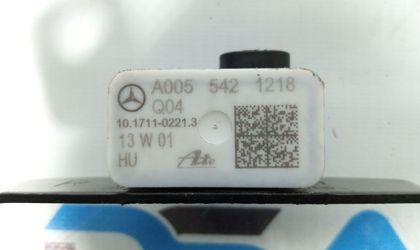 A005 542 1218
Q04
10.1711-0221.3
13 W 01
HU Ate